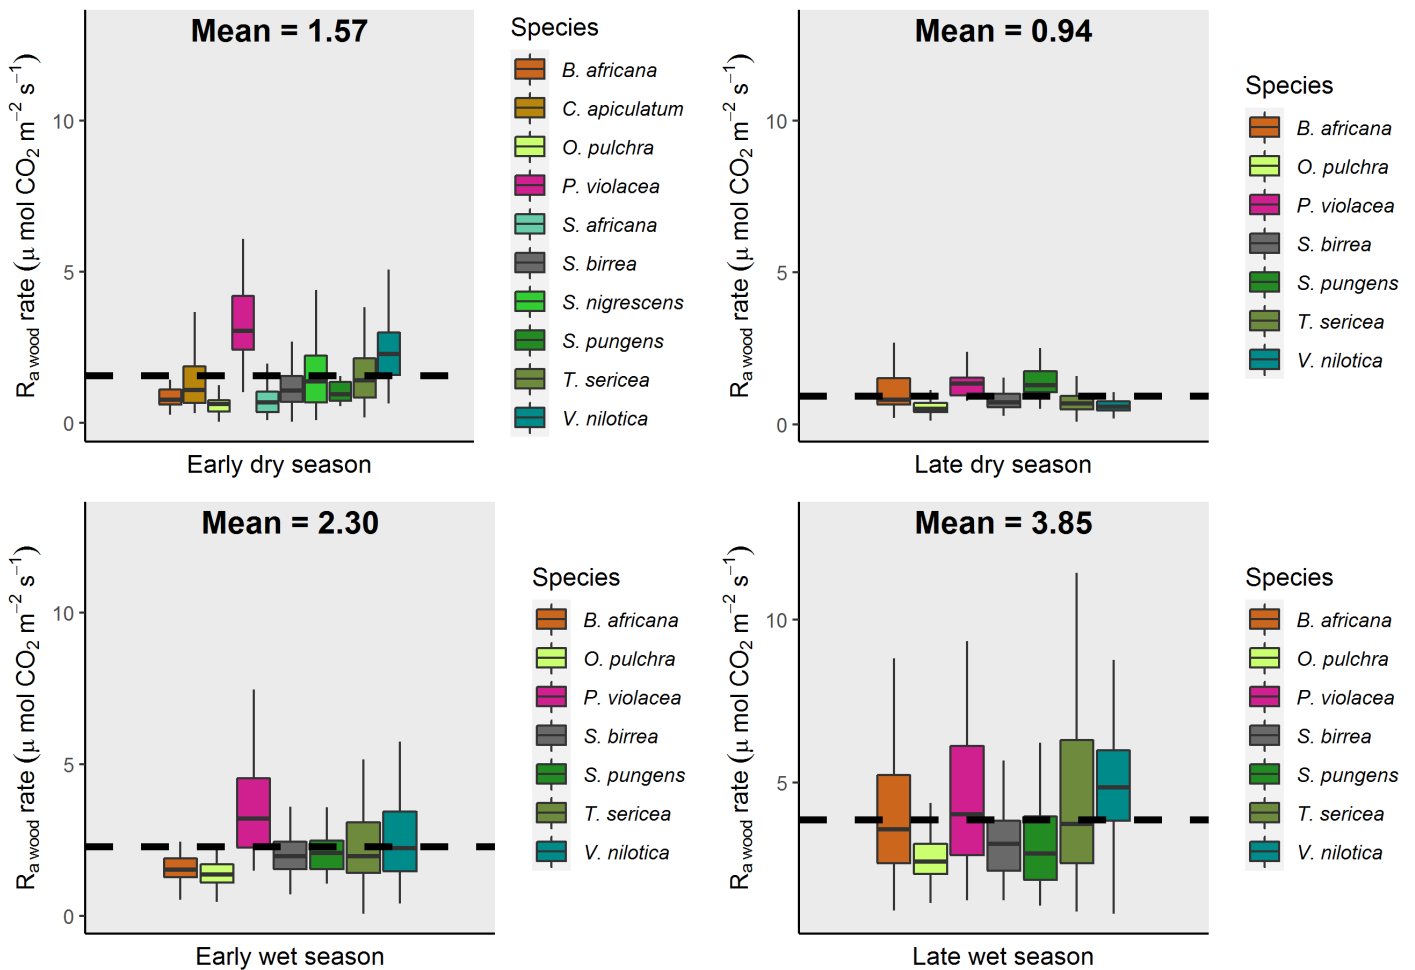 Mean = 1.57
R a wood rate (μ mol CO₂ m⁻² s⁻¹)
10
5
0
Early dry season
Species
B. africana
C. apiculatum
O. pulchra
P. violacea
S. africana
S. birrea
S. nigrescens
S. pungens
T. sericea
V. nilotica
Mean = 0.94
R a wood rate (μ mol CO₂ m⁻² s⁻¹)
10
5
0
Late dry season
Species
B. africana
O. pulchra
P. violacea
S. birrea
S. pungens
T. sericea
V. nilotica
Mean = 2.30
R a wood rate (μ mol CO₂ m⁻² s⁻¹)
10
5
0
Early wet season
Species
B. africana
O. pulchra
P. violacea
S. birrea
S. pungens
T. sericea
V. nilotica
Mean = 3.85
R a wood rate (μ mol CO₂ m⁻² s⁻¹)
10
5
Late wet season
Species
B. africana
O. pulchra
P. violacea
S. birrea
S. pungens
T. sericea
V. nilotica